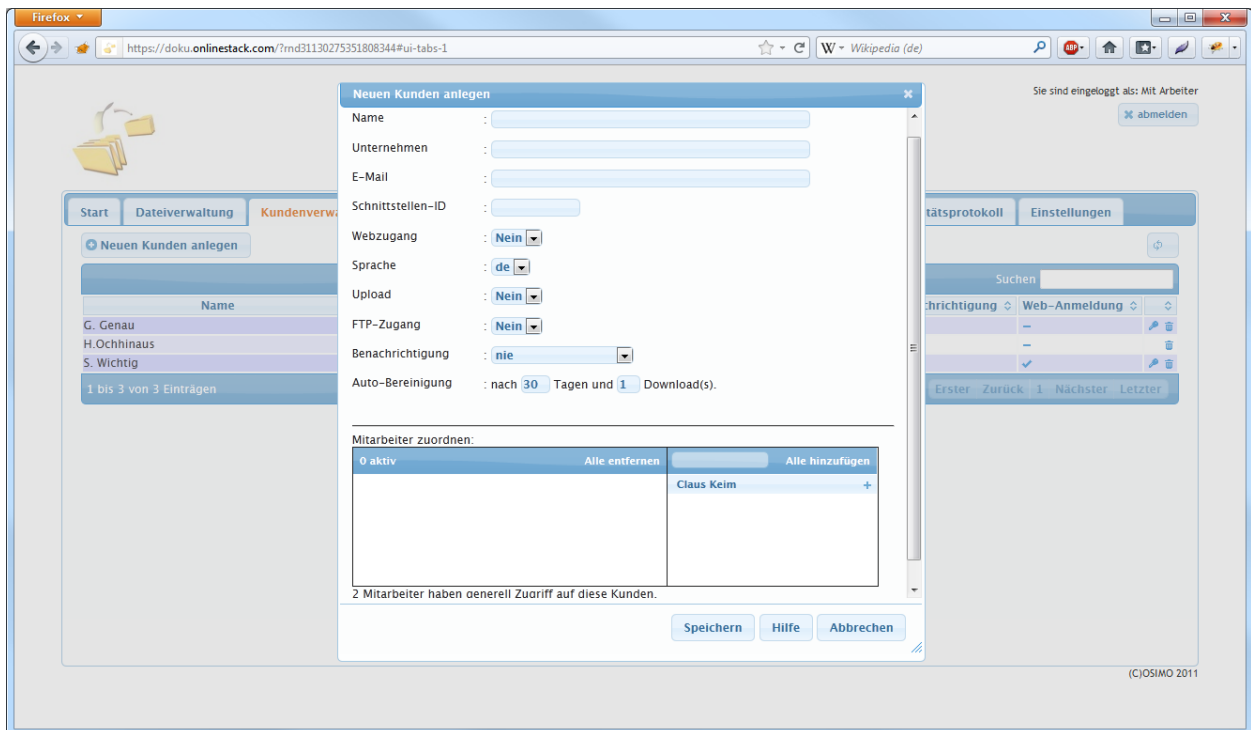 Firefox
https://doku.onlinestack.com/?rnd31130275351808344#ui-tabs-1
W Wikipedia (de)
ABP
Sie sind eingeloggt als: Mit Arbeiter
abmelden
Neuen Kunden anlegen
Name :
Unternehmen :
E-Mail :
Schnittstellen-ID :
Webzugang : Nein
Sprache : de
Upload : Nein
FTP-Zugang : Nein
Benachrichtigung : nie
Auto-Bereinigung : nach 30 Tagen und 1 Download(s).
Mitarbeiter zuordnen:
0 aktiv Alle entfernen Alle hinzufügen
Claus Keim +
2 Mitarbeiter haben generell Zugriff auf diese Kunden.
Speichern Hilfe Abbrechen
Start Dateiverwaltung Kundenverwa tätsprotokoll Einstellungen
Neuen Kunden anlegen
Suchen
Name chrichtigung Web-Anmeldung
G. Genau
H.Ochhinaus
S. Wichtig
1 bis 3 von 3 Einträgen Erster Zurück 1 Nächster Letzter
(C)OSIMO 2011